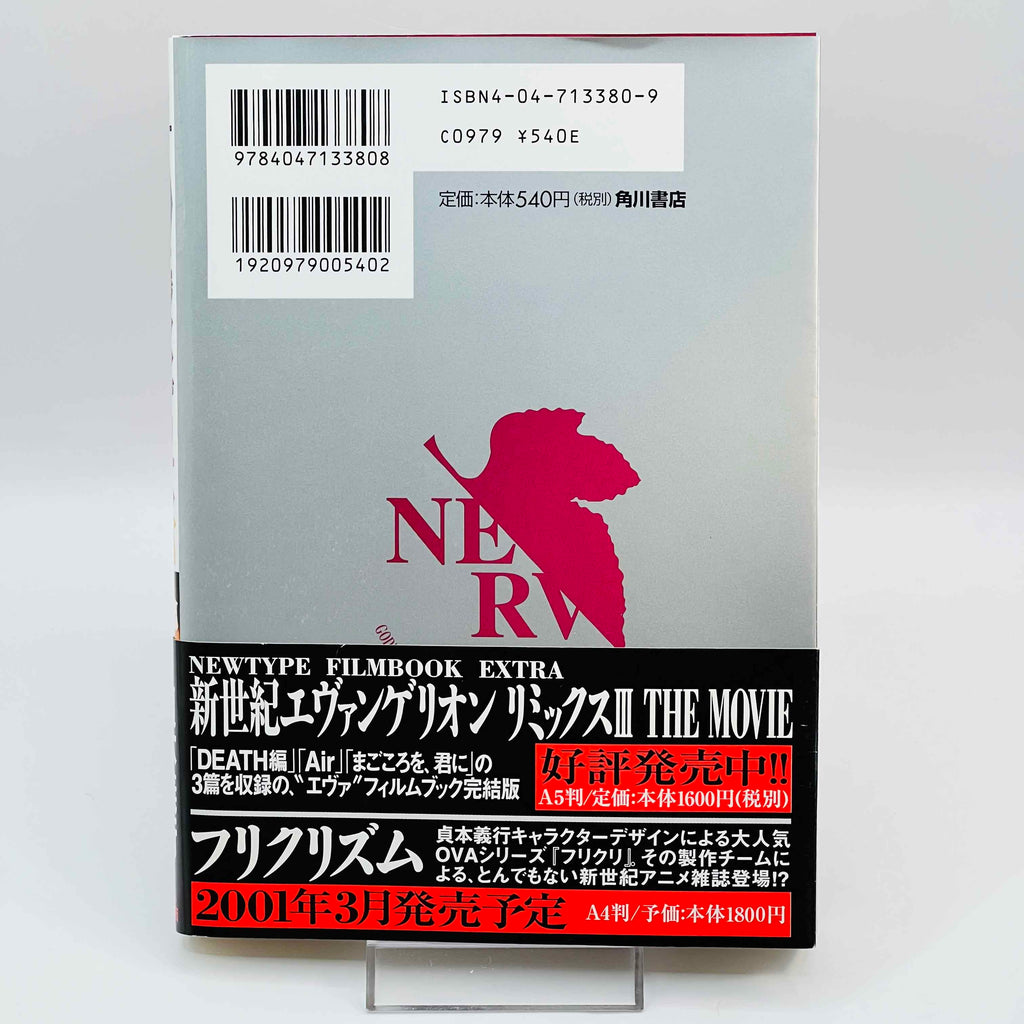 ISBN4-04-713380-9
C0979 ¥540E
9784047133808
定価:本体540円(税別) 角川書店
1920979005402
NE
RV
GOD
NEWTYPE FILMBOOK EXTRA
新世紀エヴァンゲリオン リミックスⅢ THE MOVIE
「DEATH編」「Air」「まごころを、君に」の
3篇を収録の、〝エヴァ〟フィルムブック完結版
好評発売中!!
A5判/定価:本体1600円(税別)
フリクリズム
貞本義行キャラクターデザインによる大人気
OVAシリーズ『フリクリ』。その製作チームに
よる、とんでもない新世紀アニメ雑誌登場!?
2001年3月発売予定 A4判/予価:本体1800円